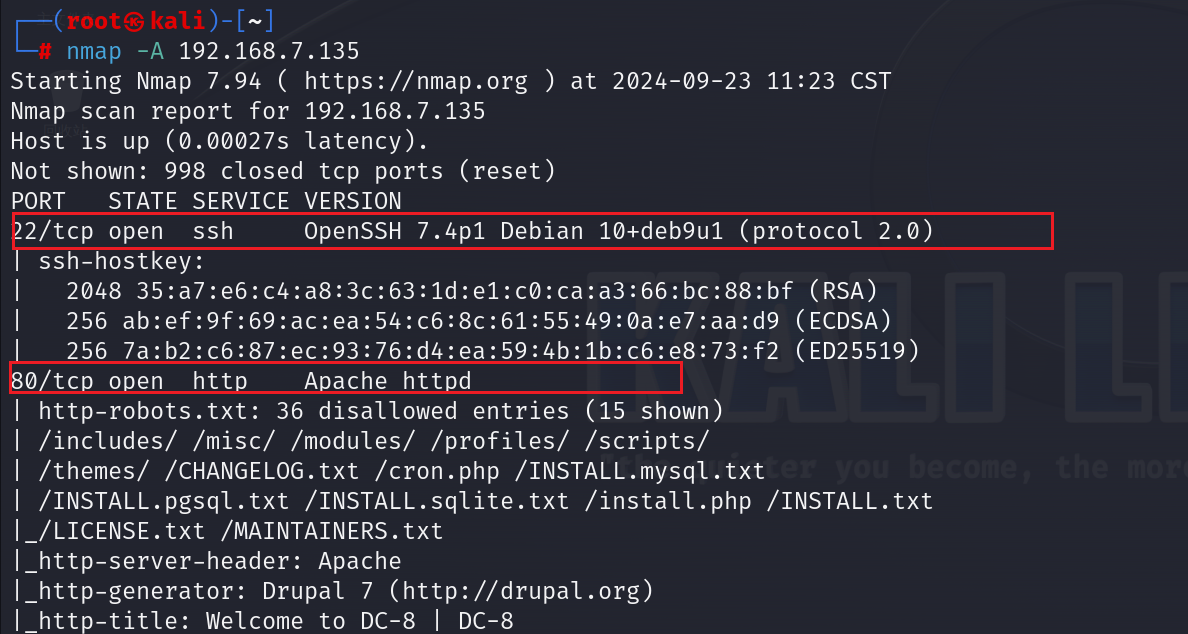 ┌──(root㉿kali)-[~]
└─# nmap -A 192.168.7.135
Starting Nmap 7.94 ( https://nmap.org ) at 2024-09-23 11:23 CST
Nmap scan report for 192.168.7.135
Host is up (0.00027s latency).
Not shown: 998 closed tcp ports (reset)
PORT   STATE SERVICE VERSION
22/tcp open  ssh     OpenSSH 7.4p1 Debian 10+deb9u1 (protocol 2.0)
| ssh-hostkey:
|   2048 35:a7:e6:c4:a8:3c:63:1d:e1:c0:ca:a3:66:bc:88:bf (RSA)
|   256 ab:ef:9f:69:ac:ea:54:c6:8c:61:55:49:0a:e7:aa:d9 (ECDSA)
|   256 7a:b2:c6:87:ec:93:76:d4:ea:59:4b:1b:c6:e8:73:f2 (ED25519)
80/tcp open  http    Apache httpd
| http-robots.txt: 36 disallowed entries (15 shown)
| /includes/ /misc/ /modules/ /profiles/ /scripts/
| /themes/ /CHANGELOG.txt /cron.php /INSTALL.mysql.txt
| /INSTALL.pgsql.txt /INSTALL.sqlite.txt /install.php /INSTALL.txt
|_/LICENSE.txt /MAINTAINERS.txt
|_http-server-header: Apache
|_http-generator: Drupal 7 (http://drupal.org)
|_http-title: Welcome to DC-8 | DC-8
KALI LI
you become, the more